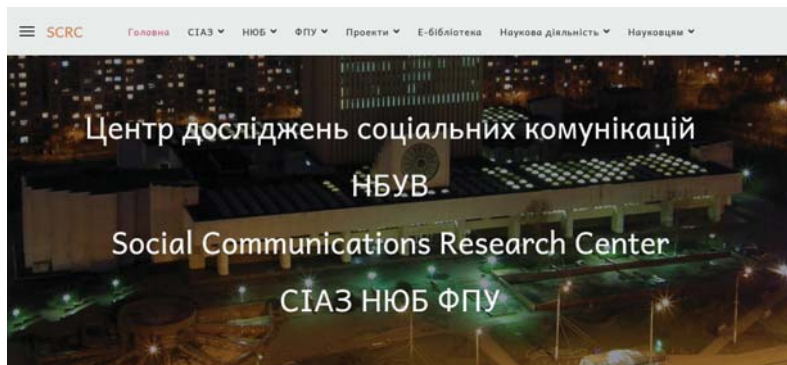 SCRC Головна СІАЗ НЮБ ФПУ Проекти Е-бібліотека Наукова діяльність Науковцям
Центр досліджень соціальних комунікацій
НБУВ
Social Communications Research Center
СІАЗ НЮБ ФПУ